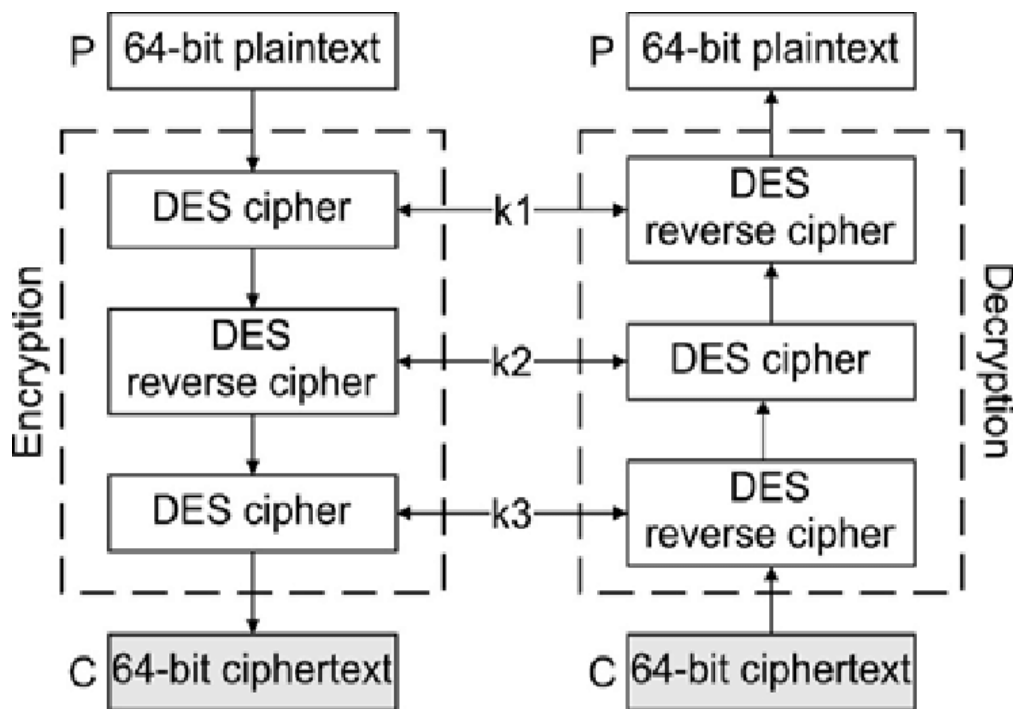 P 64-bit plaintext
P 64-bit plaintext
DES cipher
k1
DES
reverse cipher
Encryption
DES
reverse cipher
k2
DES cipher
Decryption
DES cipher
k3
DES
reverse cipher
C 64-bit ciphertext
C 64-bit ciphertext